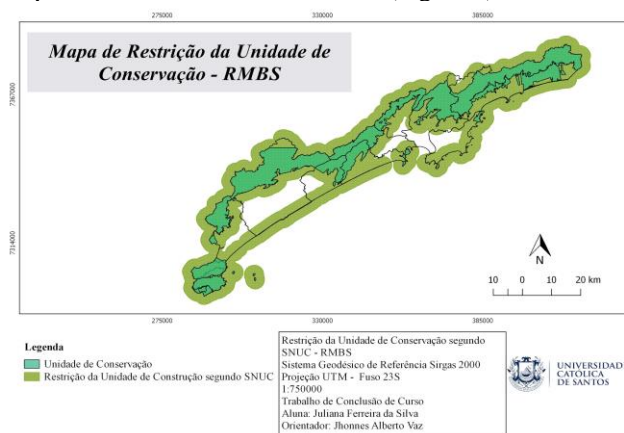 Mapa de Restrição da Unidade de
Conservação - RMBS
275000
330000
385000
7367000
7314000
N
10 0 10 20 km
275000
330000
385000
Legenda
Unidade de Conservação
Restrição da Unidade de Construção segundo SNUC
Restrição da Unidade de Conservação segundo
SNUC - RMBS
Sistema Geodésico de Referência Sirgas 2000
Projeção UTM - Fuso 23S
1:750000
Trabalho de Conclusão de Curso
Aluna: Juliana Ferreira da Silva
Orientador: Jhonnes Alberto Vaz
UNIVERSIDADE
CATÓLICA
DE SANTOS